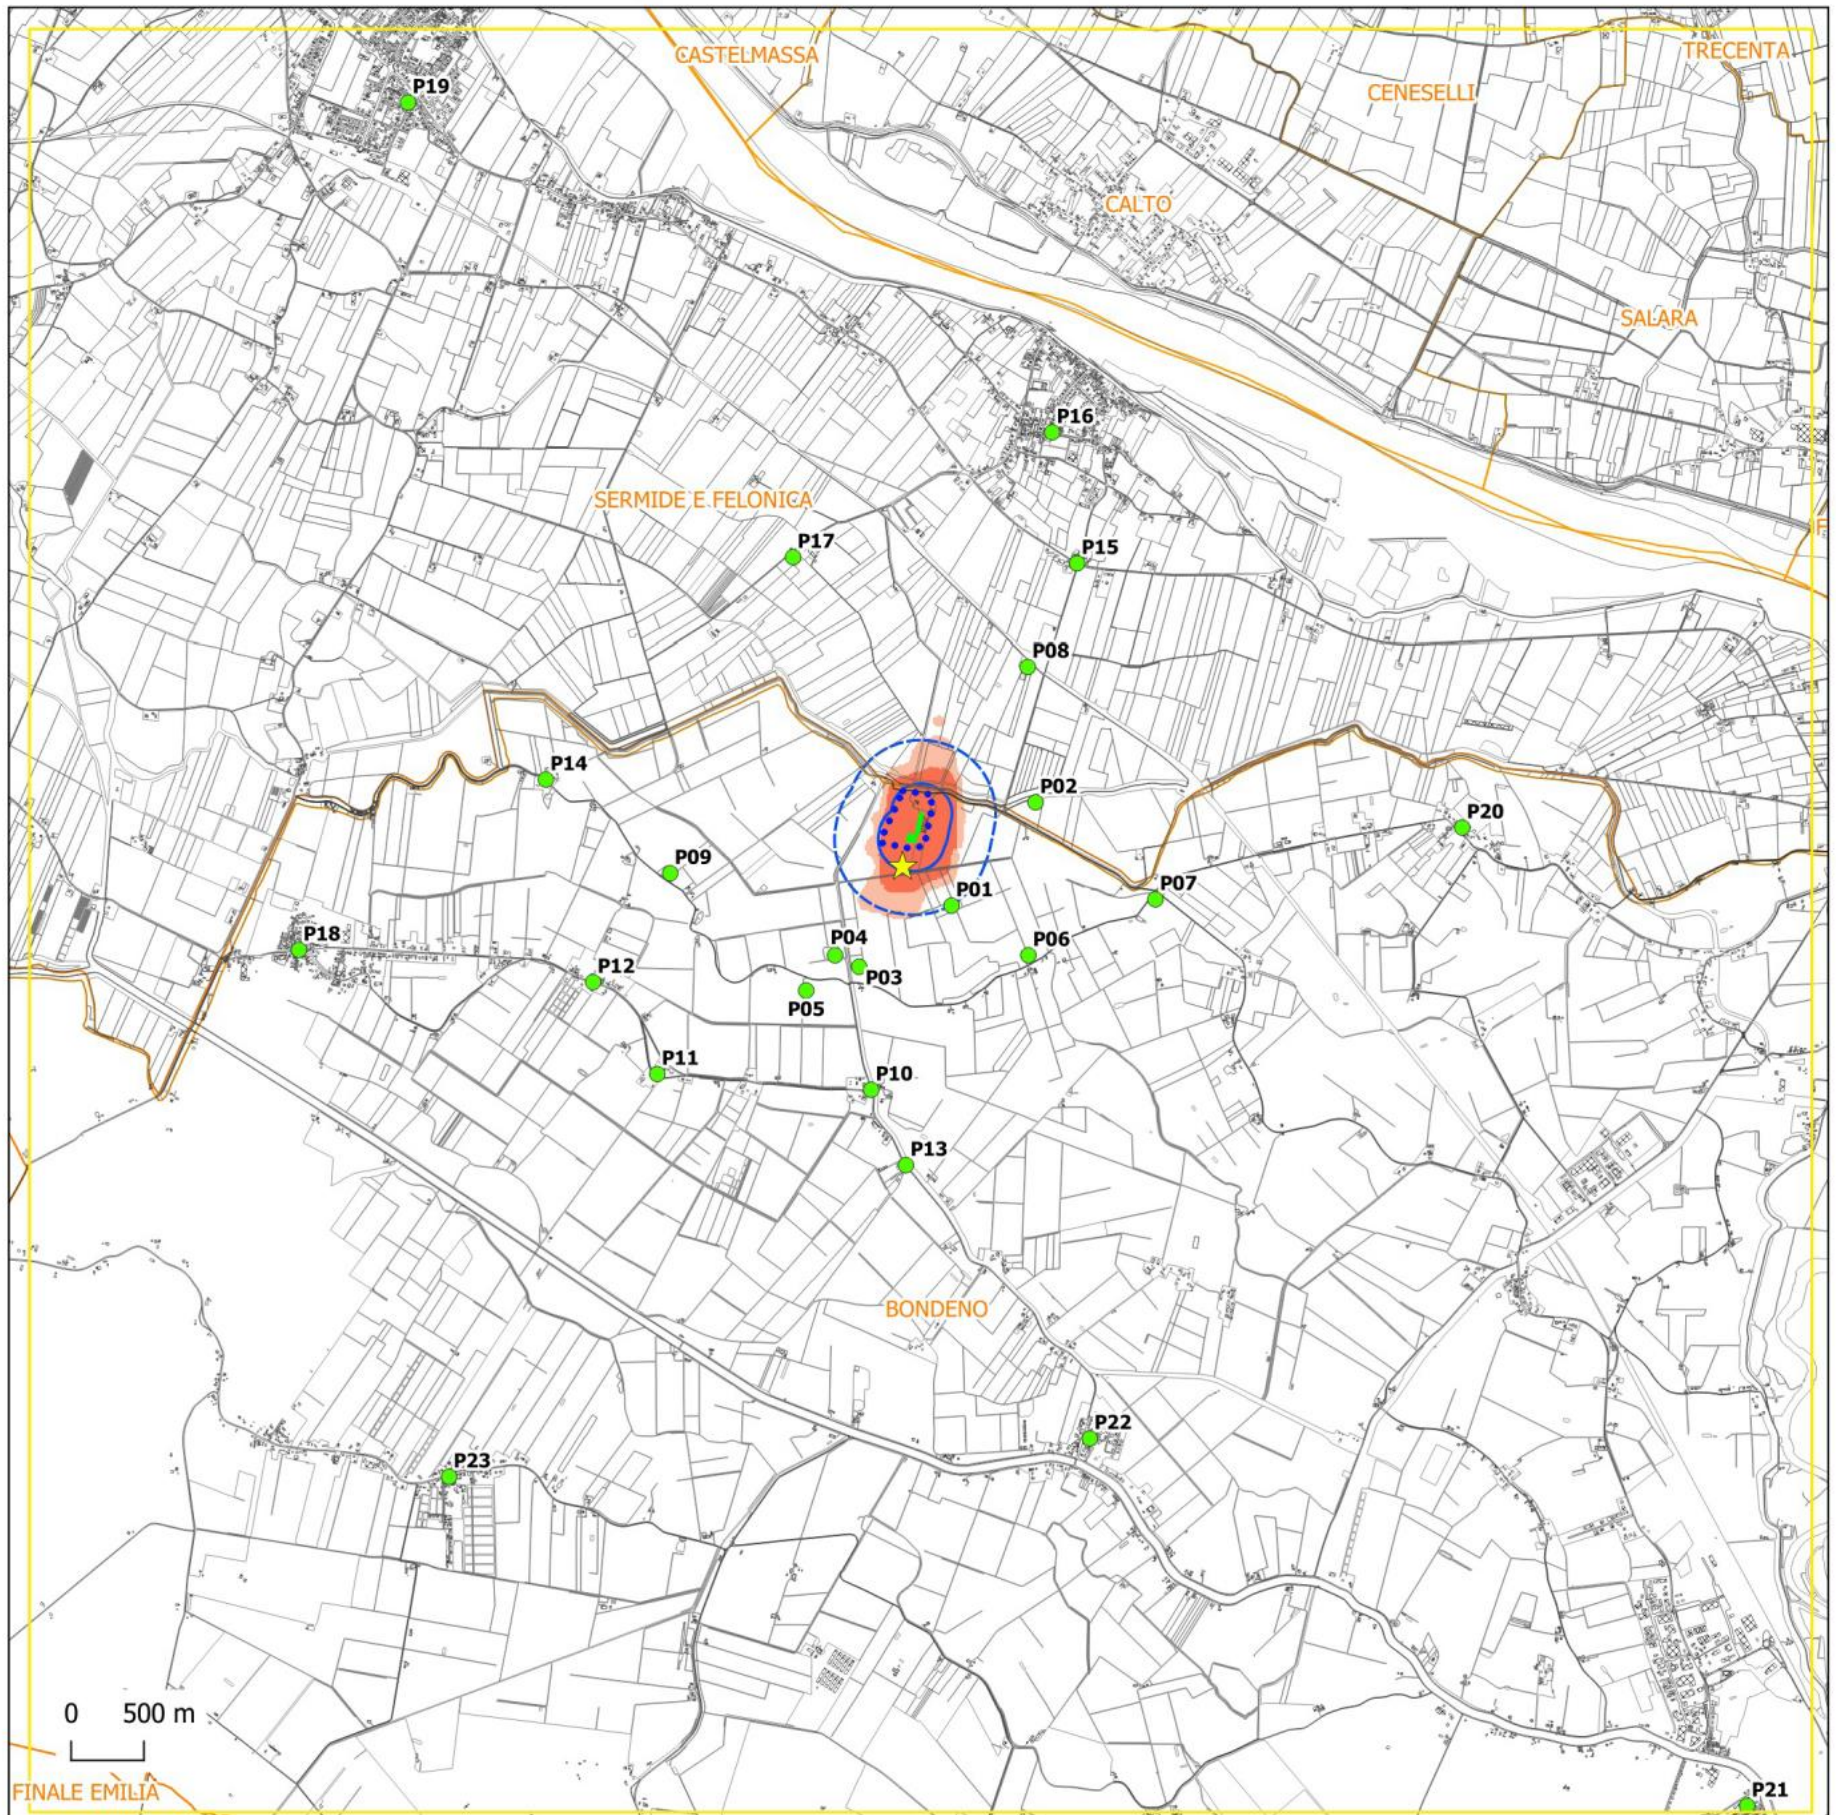 CASTELMASSA
TRECENTA
P19
CENESELLI
CALTO
SALARA
P16
SERMIDE E FELONICA
F
P17
P15
P08
P14
P02
P20
P09
P01
P07
P18
P04
P06
P12
P03
P05
P11
P10
P13
BONDENO
P22
P23
0 500 m
FINALE EMILIA
P21